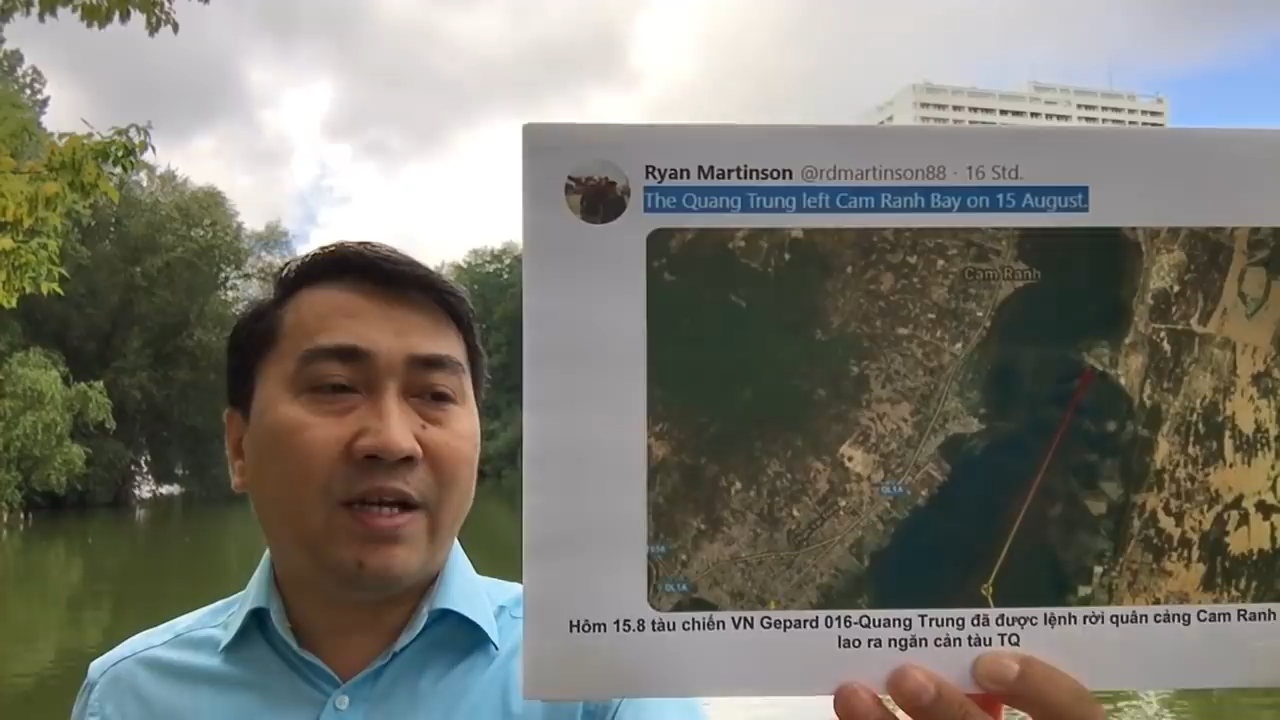 Ryan Martinson @rdmartinson88 · 16 Std.
The Quang Trung left Cam Ranh Bay on 15 August.
Cam Ranh
QL1A
QL1A
Hôm 15.8 tàu chiến VN Gepard 016-Quang Trung đã được lệnh rời quân cảng Cam Ranh
lao ra ngăn cản tàu TQ